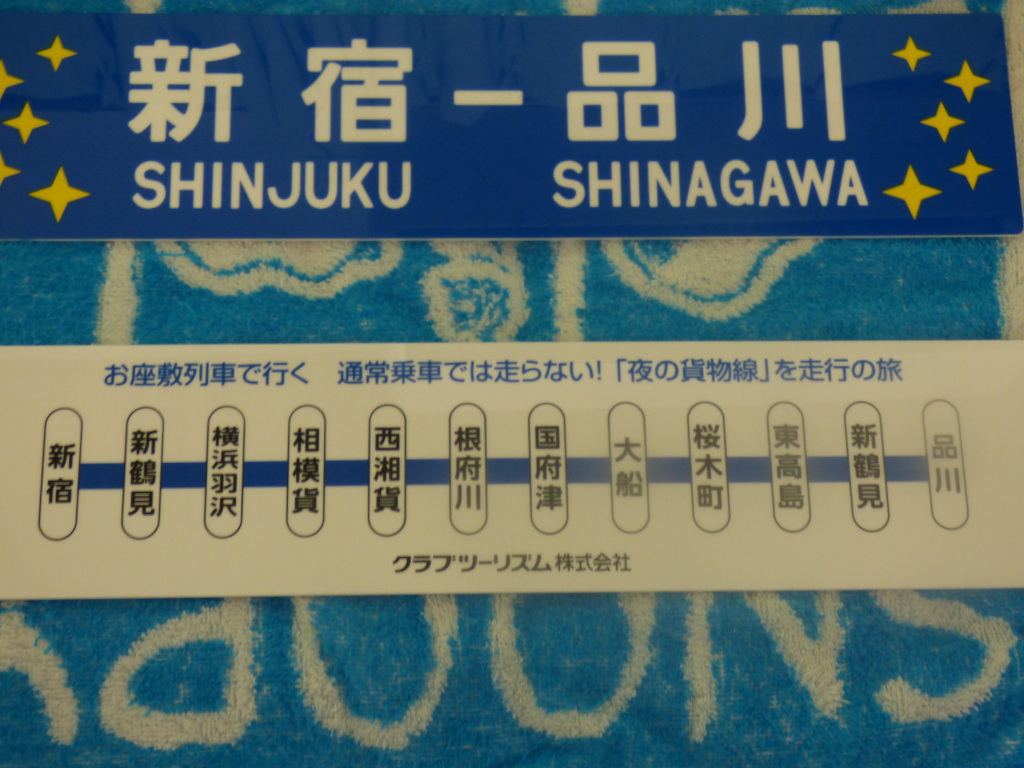 新宿ー品川
SHINJUKU SHINAGAWA
お座敷列車で行く 通常乗車では走らない!「夜の貨物線」を走行の旅
新宿 新鶴見 横浜羽沢 相模貨 西湘貨 根府川 国府津 大船 桜木町 東高島 新鶴見 品川
クラブツーリズム株式会社